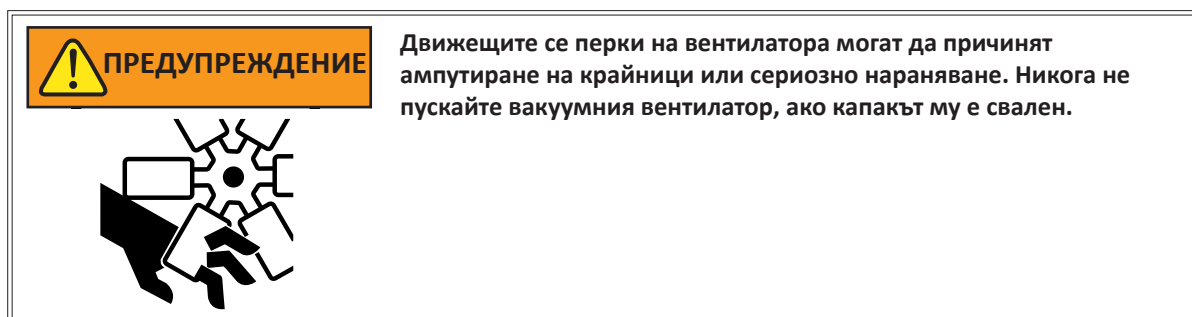 ПРЕДУПРЕЖДЕНИЕ
Движещите се перки на вентилатора могат да причинят
ампутиране на крайници или сериозно нараняване. Никога не
пускайте вакуумния вентилатор, ако капакът му е свален.